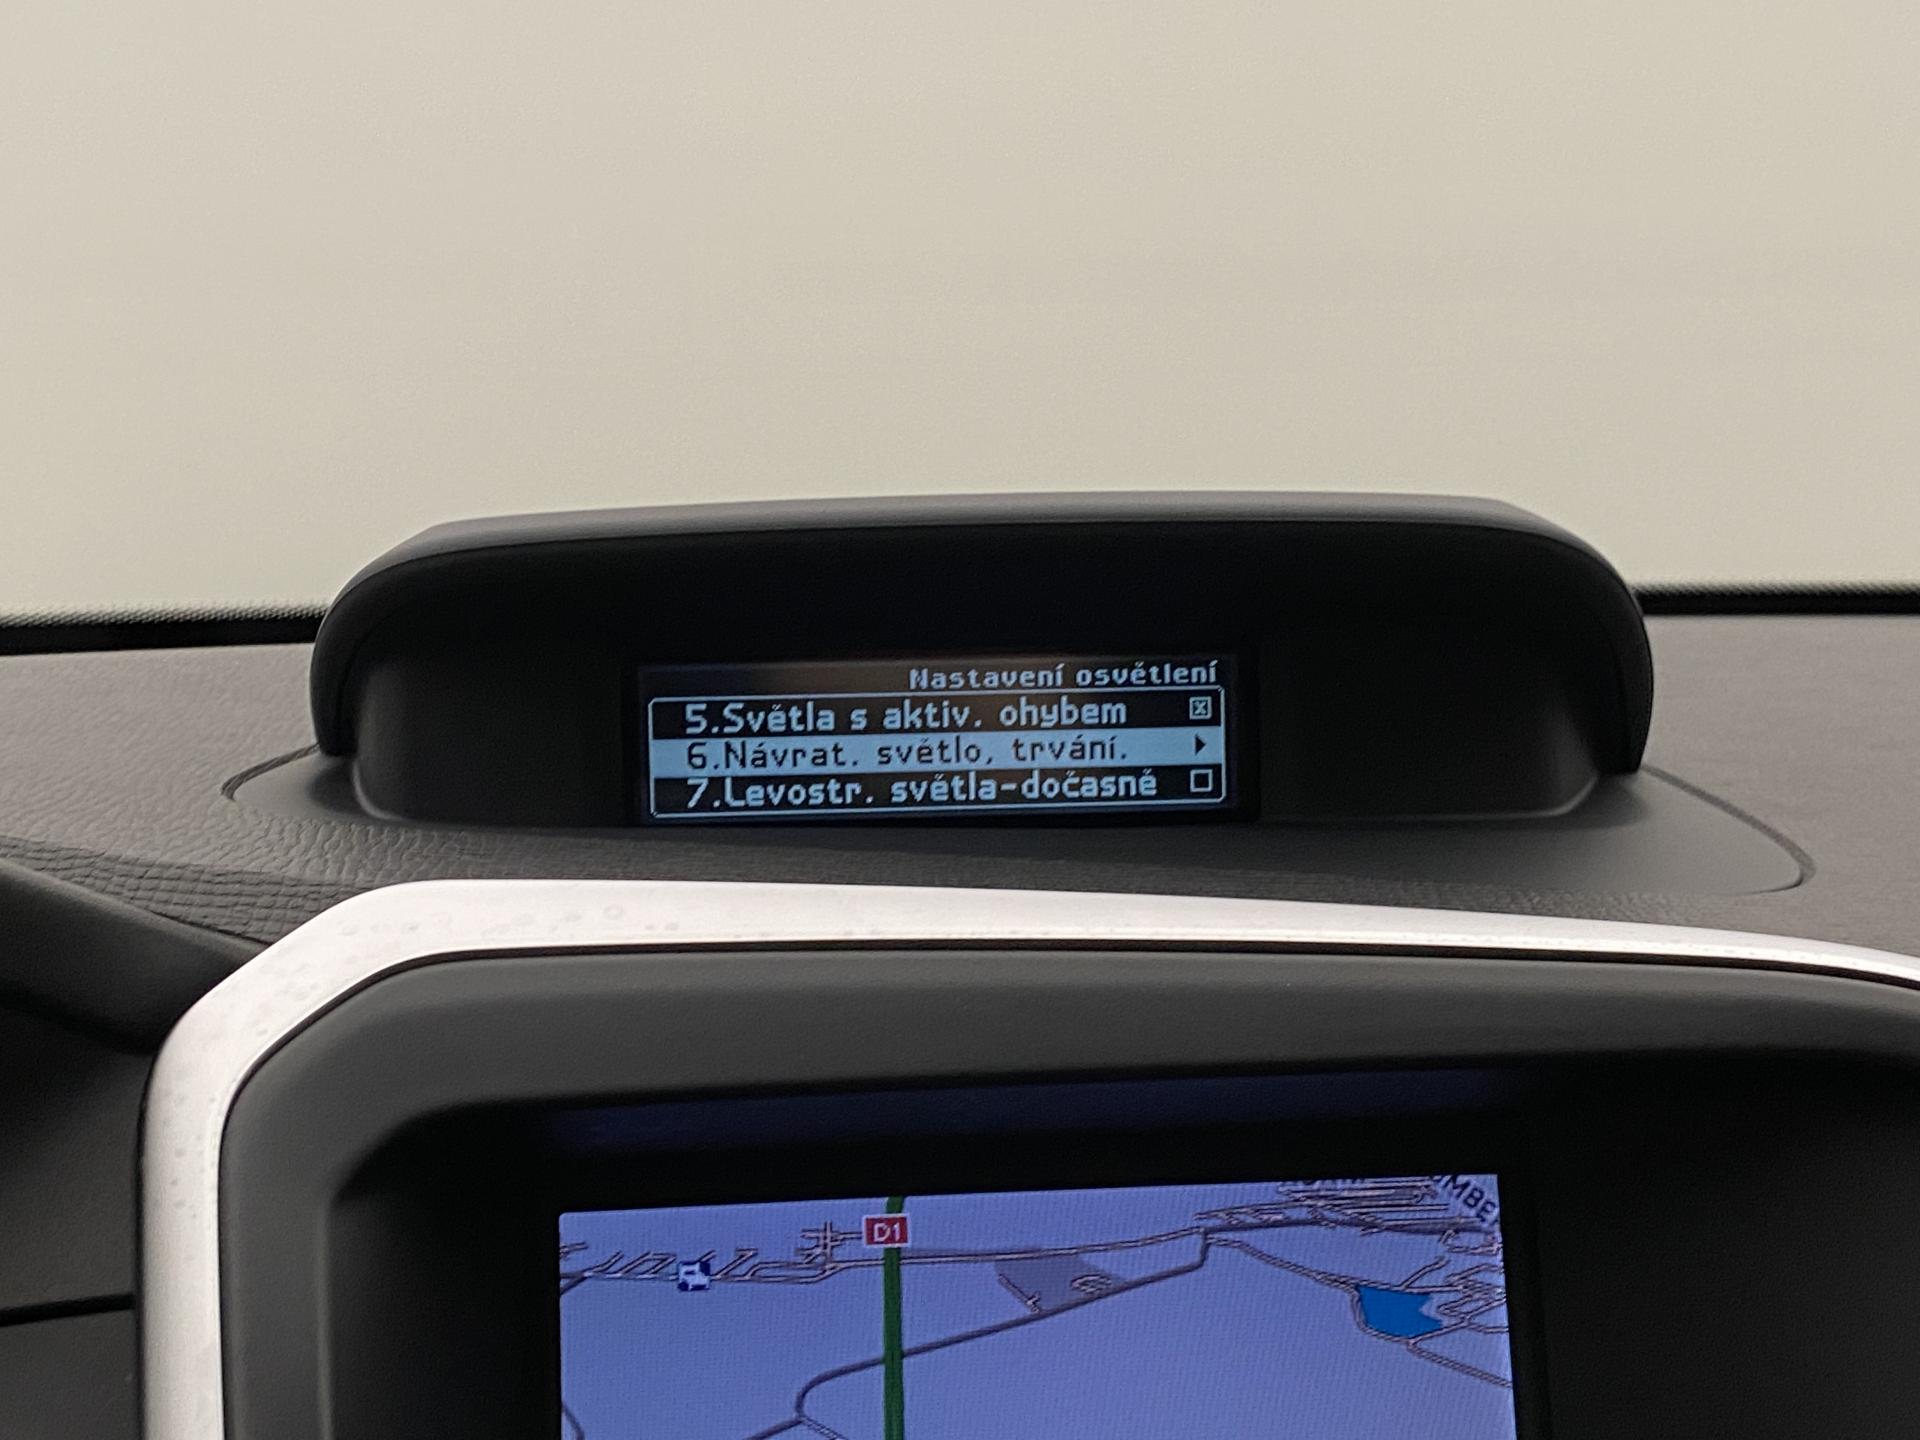 Nastavení osvětlení
5.Světla s aktiv. ohybem
6.Návrat. světlo, trvání.
7.Levostr. světla-dočasně
D1